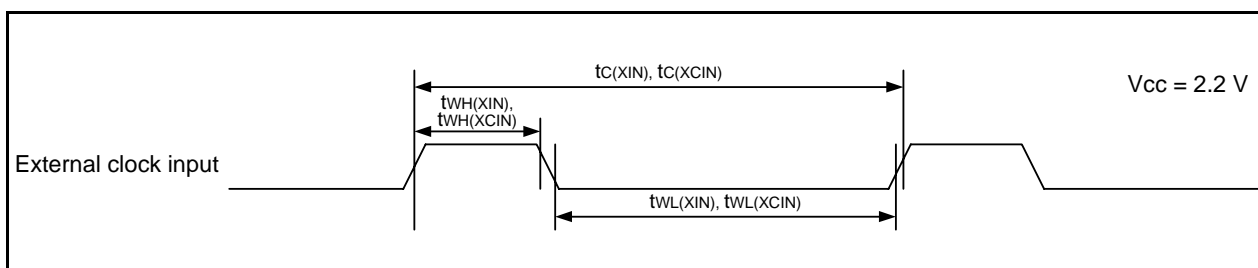 tC(XIN), tC(XCIN)
Vcc = 2.2 V
tWH(XIN),
tWH(XCIN)
External clock input
tWL(XIN), tWL(XCIN)